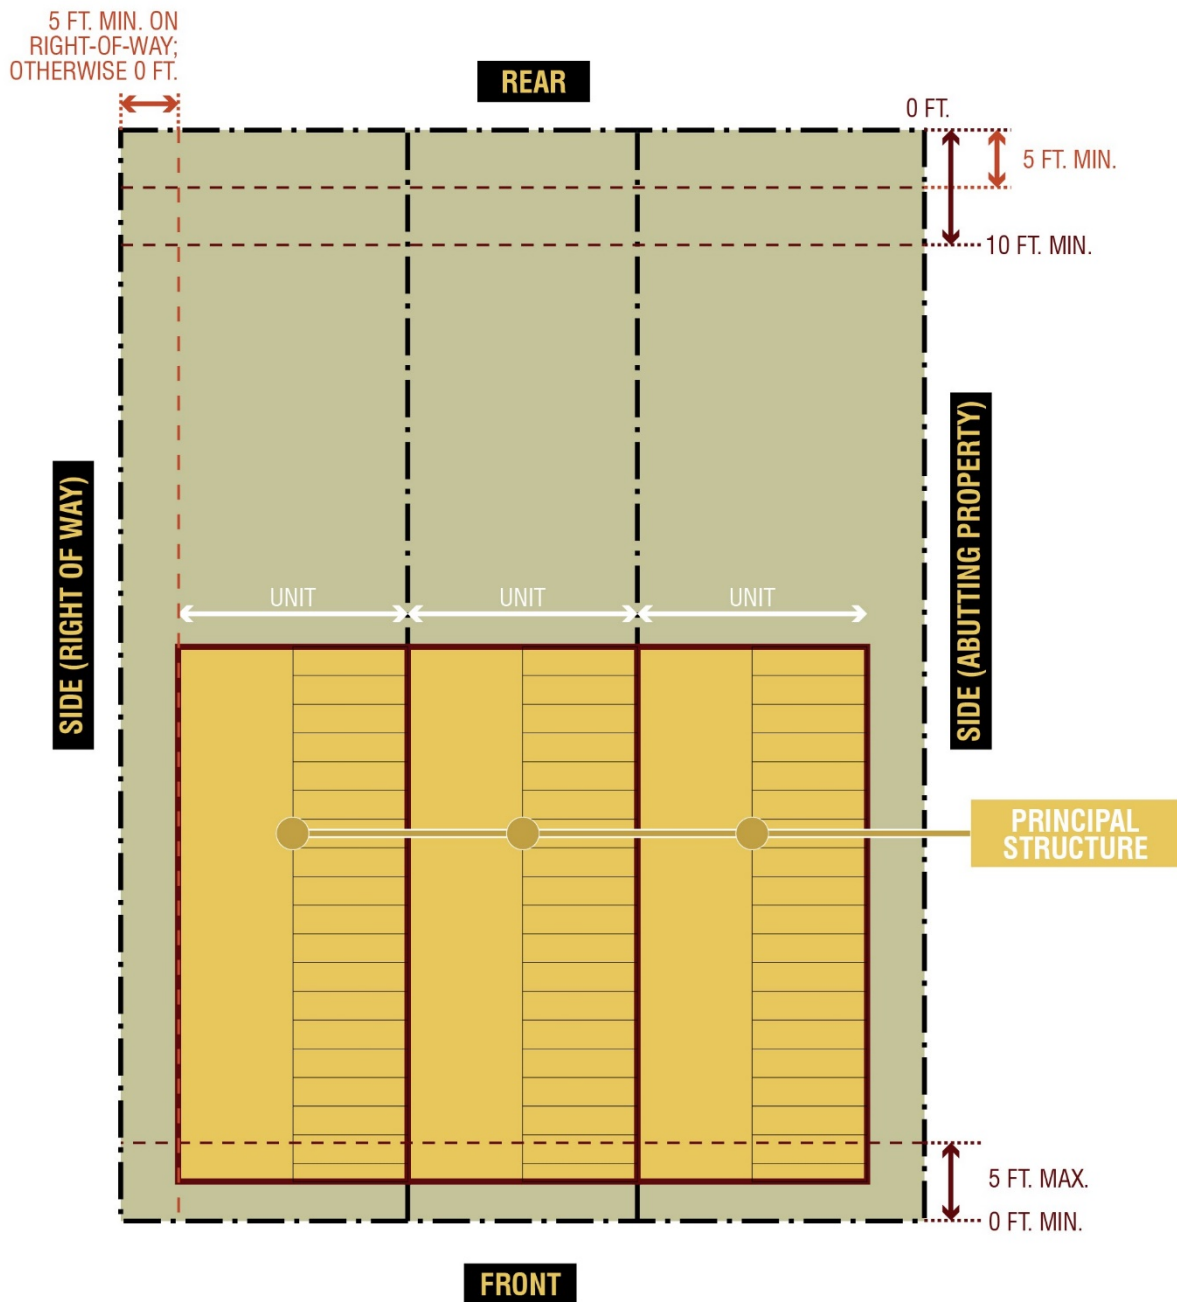 5 FT. MIN. ON
RIGHT-OF-WAY;
OTHERWISE 0 FT.
REAR
0 FT.
5 FT. MIN.
10 FT. MIN.
SIDE (RIGHT OF WAY)
SIDE (ABUTTING PROPERTY)
UNIT
UNIT
UNIT
PRINCIPAL
STRUCTURE
5 FT. MAX.
0 FT. MIN.
FRONT